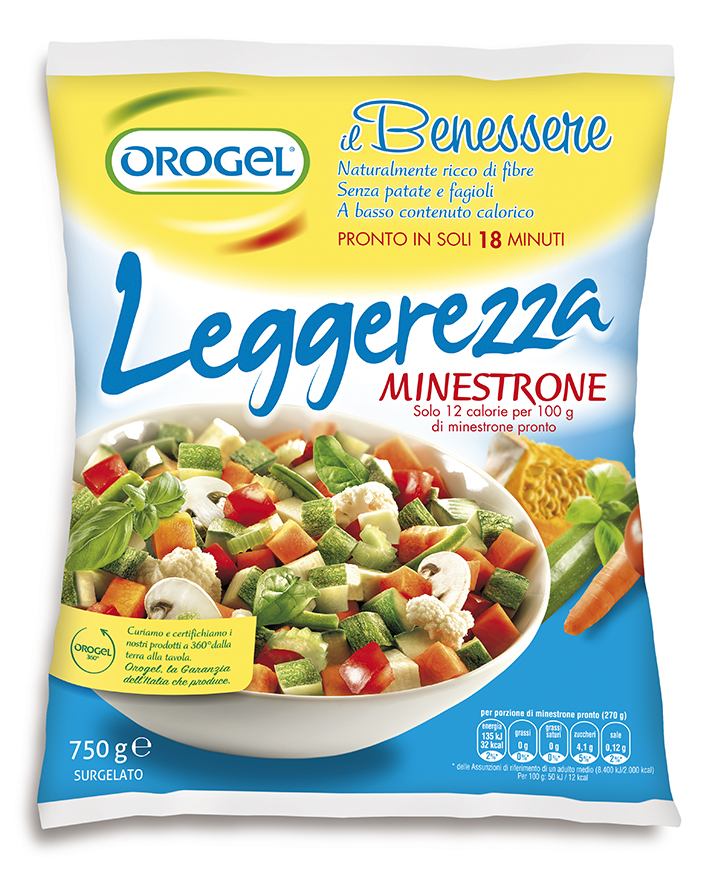 OROGEL®
il Benessere
Naturalmente ricco di fibre
Senza patate e fagioli
A basso contenuto calorico
PRONTO IN SOLI 18 MINUTI
Leggerezza
MINESTRONE
Solo 12 calorie per 100 g
di minestrone pronto
OROGEL
360°
Curiamo e certifichiamo i
nostri prodotti a 360° dalla
terra alla tavola.
Orogel, la Garanzia
dell'Italia che produce.
750 g e
SURGELATO
per porzione di minestrone pronto (270 g)
energia 135 kJ 32 kcal 2%*
grassi 0 g 0%*
grassi saturi 0 g 0%*
zuccheri 4,1 g 5%*
sale 0,12 g 2%*
* delle Assunzioni di riferimento di un adulto medio (8.400 kJ/2.000 kcal)
Per 100 g: 50 kJ / 12 kcal